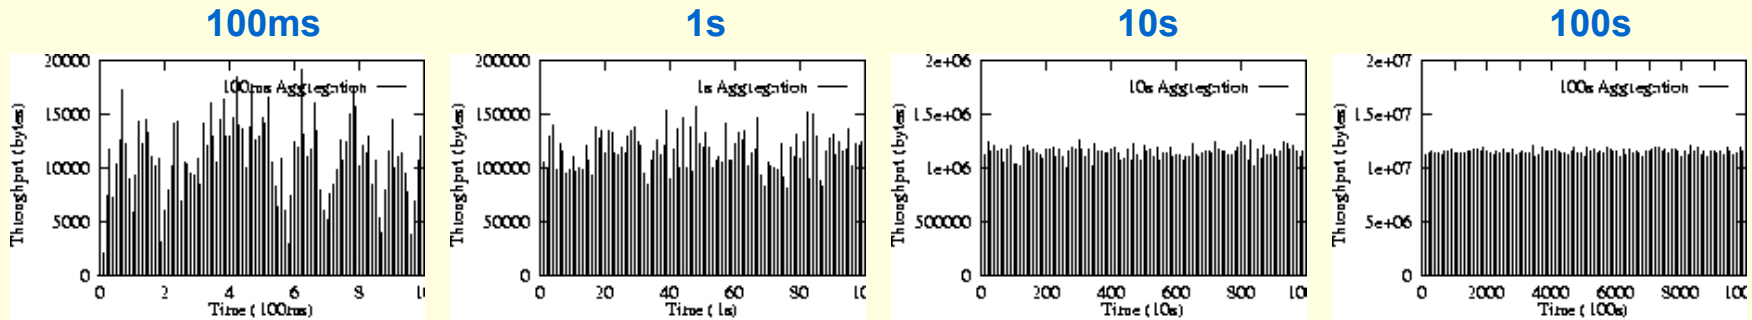 100ms
20000
15000
10000
50000
0
Throughput (bytes)
100ms Aggregation
0 2 4 6 8
Time (100ms)
1s
200000
150000
100000
50000
0
Throughput (bytes)
1s Aggregation
0 20 40 60 80
Time (1s)
10s
2e+06
1.5e+06
1e+06
500000
0
Throughput (bytes)
10s Aggregation
0 200 400 600 800
Time (10s)
100s
2e+07
1.5e+07
1e+07
5e+06
0
Throughput (bytes)
100s Aggregation
0 2000 4000 6000 8000
Time (100s)